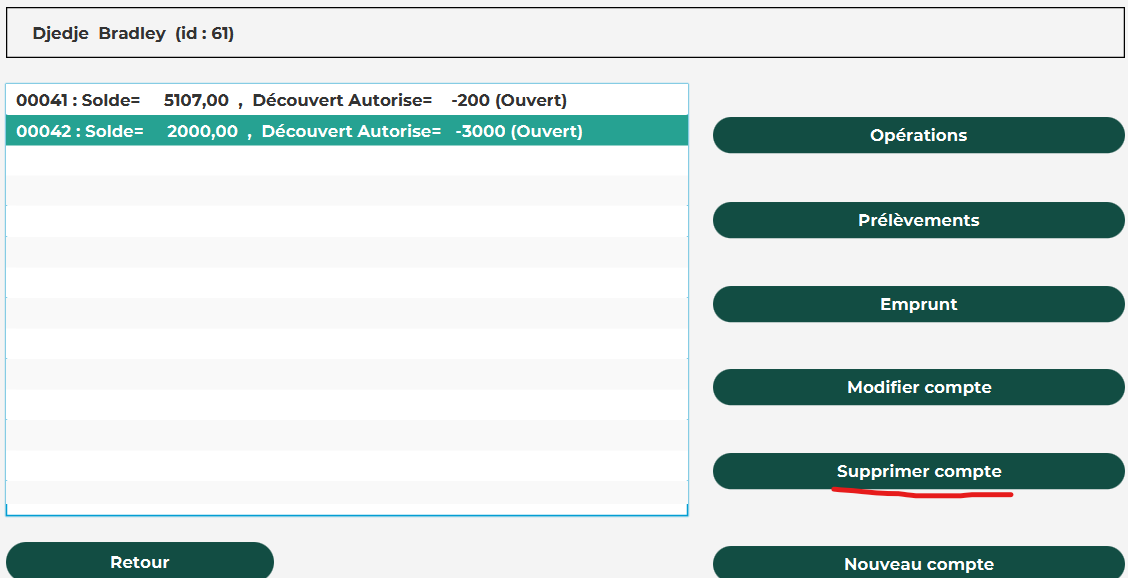 Djedje Bradley (id : 61)
00041 : Solde= 5107,00 , Découvert Autorise= -200 (Ouvert)
00042 : Solde= 2000,00 , Découvert Autorise= -3000 (Ouvert)
Opérations
Prélèvements
Emprunt
Modifier compte
Supprimer compte
Retour
Nouveau compte